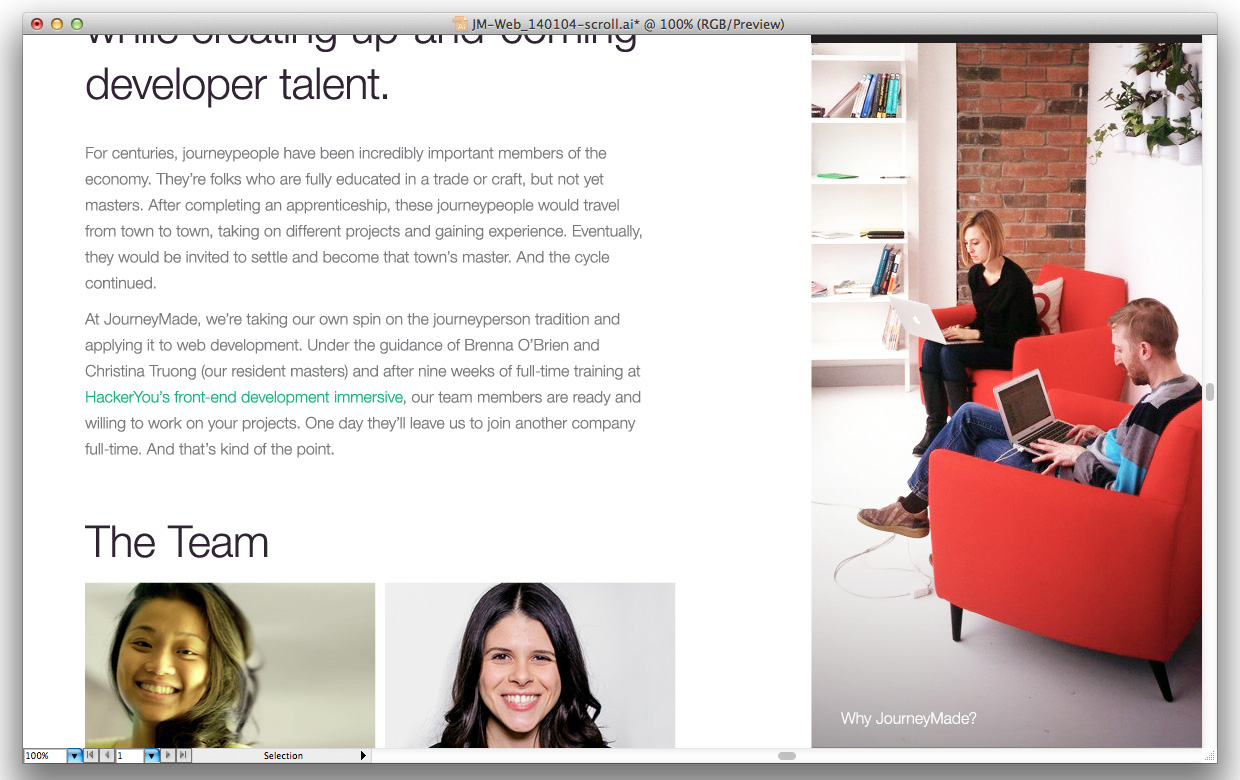 JM-Web_140104-scroll.ai* @ 100% (RGB/Preview)
while creating up-and-coming
developer talent.
For centuries, journeypeople have been incredibly important members of the
economy. They’re folks who are fully educated in a trade or craft, but not yet
masters. After completing an apprenticeship, these journeypeople would travel
from town to town, taking on different projects and gaining experience. Eventually,
they would be invited to settle and become that town’s master. And the cycle
continued.
At JourneyMade, we’re taking our own spin on the journeyperson tradition and
applying it to web development. Under the guidance of Brenna O’Brien and
Christina Truong (our resident masters) and after nine weeks of full-time training at
HackerYou’s front-end development immersive, our team members are ready and
willing to work on your projects. One day they’ll leave us to join another company
full-time. And that’s kind of the point.
The Team
Why JourneyMade?
100%
1
Selection